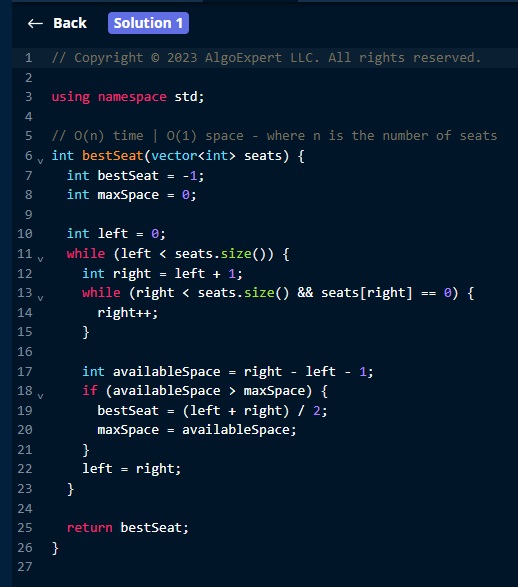 ← Back Solution 1
1 // Copyright © 2023 AlgoExpert LLC. All rights reserved.
2
3 using namespace std;
4
5 // O(n) time | O(1) space - where n is the number of seats
6 int bestSeat(vector<int> seats) {
7   int bestSeat = -1;
8   int maxSpace = 0;
9
10   int left = 0;
11   while (left < seats.size()) {
12     int right = left + 1;
13     while (right < seats.size() && seats[right] == 0) {
14       right++;
15     }
16
17     int availableSpace = right - left - 1;
18     if (availableSpace > maxSpace) {
19       bestSeat = (left + right) / 2;
20       maxSpace = availableSpace;
21     }
22     left = right;
23   }
24
25   return bestSeat;
26 }
27